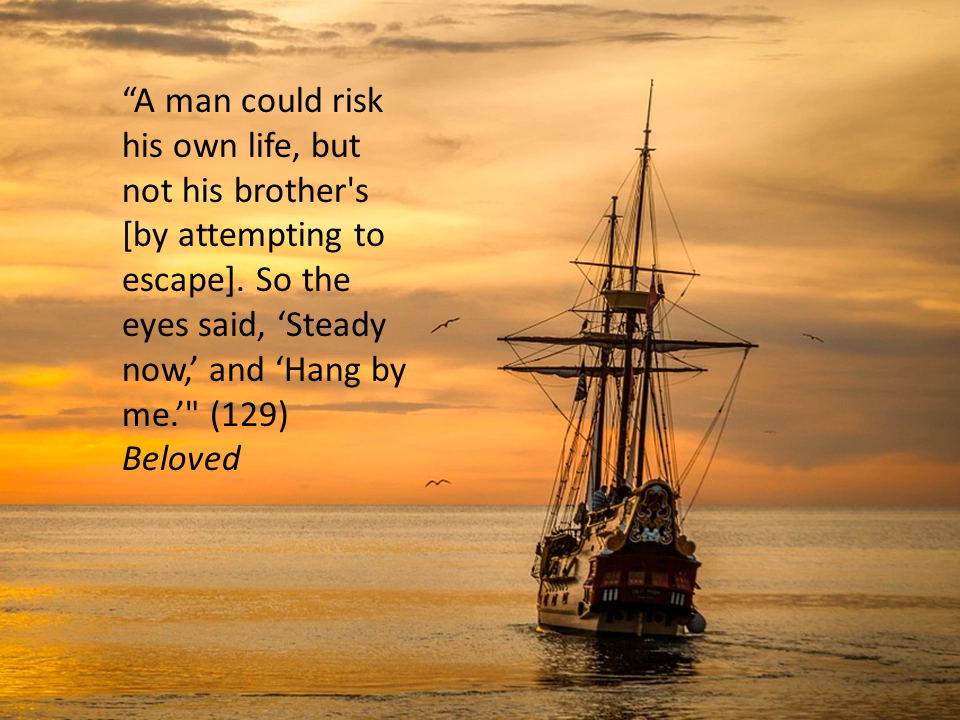 “A man could risk
his own life, but
not his brother's
[by attempting to
escape]. So the
eyes said, ‘Steady
now,’ and ‘Hang by
me.’" (129)
Beloved